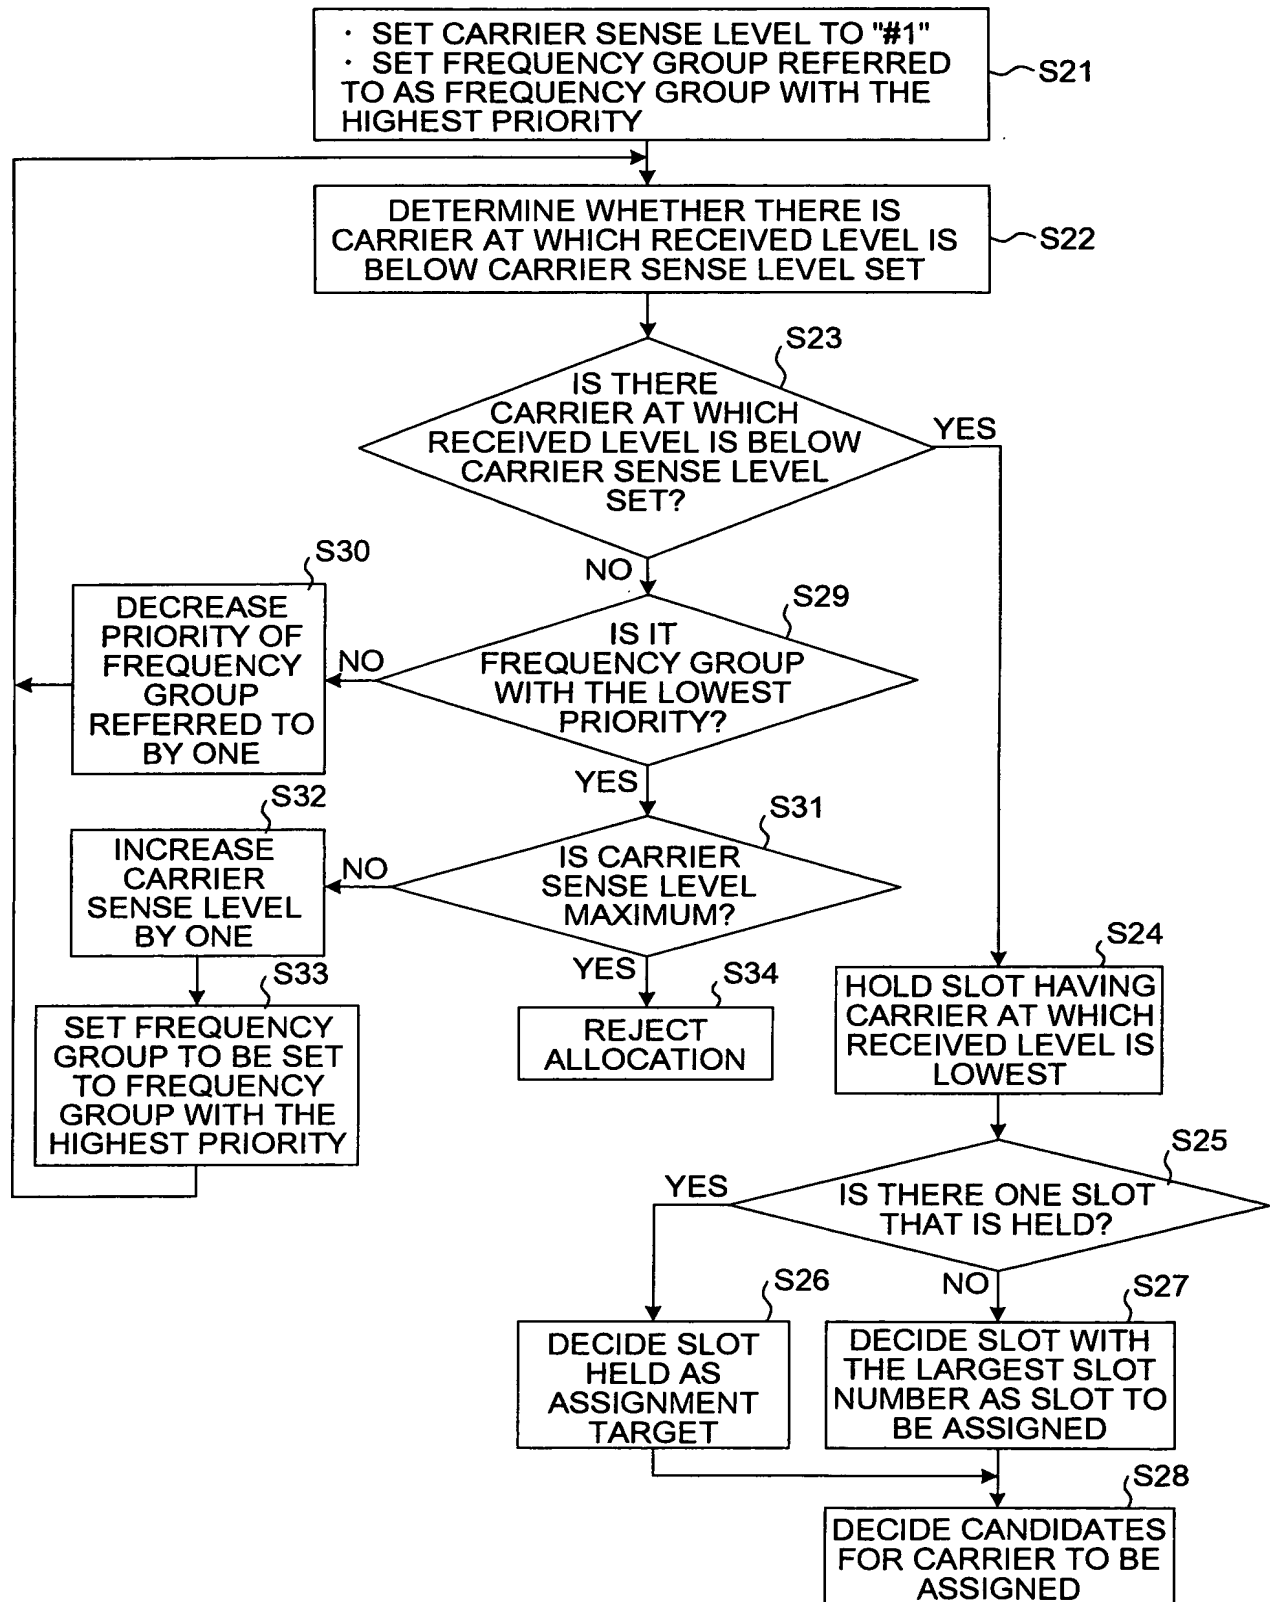 · SET CARRIER SENSE LEVEL TO "#1"
· SET FREQUENCY GROUP REFERRED
TO AS FREQUENCY GROUP WITH THE
HIGHEST PRIORITY
S21
DETERMINE WHETHER THERE IS
CARRIER AT WHICH RECEIVED LEVEL IS
BELOW CARRIER SENSE LEVEL SET
S22
S23
IS THERE
CARRIER AT WHICH
RECEIVED LEVEL IS BELOW
CARRIER SENSE LEVEL
SET?
YES
NO
S30
DECREASE
PRIORITY OF
FREQUENCY
GROUP
REFERRED TO
BY ONE
NO
S29
IS IT
FREQUENCY GROUP
WITH THE LOWEST
PRIORITY?
YES
S32
INCREASE
CARRIER
SENSE LEVEL
BY ONE
NO
S31
IS CARRIER
SENSE LEVEL
MAXIMUM?
YES
S33
SET FREQUENCY
GROUP TO BE SET
TO FREQUENCY
GROUP WITH THE
HIGHEST PRIORITY
S34
REJECT
ALLOCATION
S24
HOLD SLOT HAVING
CARRIER AT WHICH
RECEIVED LEVEL IS
LOWEST
S25
IS THERE ONE SLOT
THAT IS HELD?
YES
NO
S26
DECIDE SLOT
HELD AS
ASSIGNMENT
TARGET
S27
DECIDE SLOT WITH
THE LARGEST SLOT
NUMBER AS SLOT TO
BE ASSIGNED
S28
DECIDE CANDIDATES
FOR CARRIER TO BE
ASSIGNED